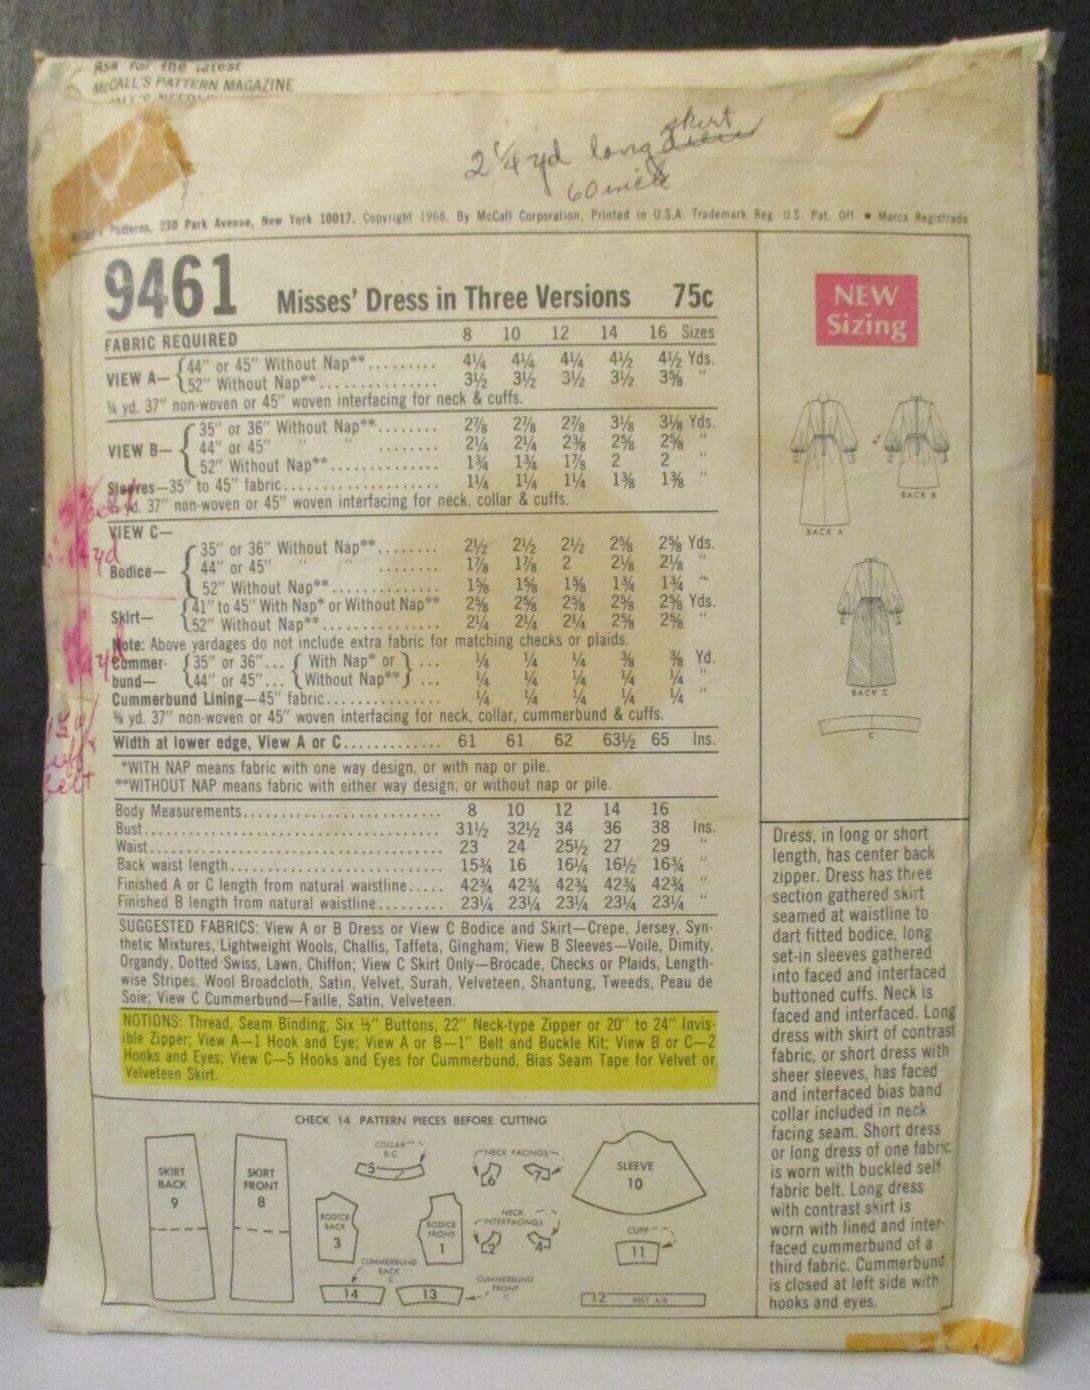 Ask for the latest
McCALL'S PATTERN MAGAZINE
2 1/4 yd long skirt
60 inch
Patterns, 230 Park Avenue, New York 10017. Copyright 1968. By McCall Corporation, Printed in U.S.A. Trademark Reg. U.S. Pat. Off ■ Marca Registrada
9461 Misses' Dress in Three Versions 75c
FABRIC REQUIRED 8 10 12 14 16 Sizes
VIEW A— 44" or 45" Without Nap**......... 4¼ 4¼ 4¼ 4½ 4½ Yds.
52" Without Nap**............... 3½ 3½ 3½ 3½ 3⅝ "
yd. 37" non-woven or 45" woven interfacing for neck & cuffs.
VIEW B— 35" or 36" Without Nap**........ 2⅞ 2⅞ 2⅞ 3⅛ 3⅛ Yds.
44" or 45" " " ........ 2¼ 2¼ 2⅜ 2⅝ 2⅝ "
52" Without Nap**.............. 1¾ 1¾ 1⅞ 2 2 "
Sleeves—35" to 45" fabric.................... 1¼ 1¼ 1¼ 1⅜ 1⅜ "
yd. 37" non-woven or 45" woven interfacing for neck, collar & cuffs.
VIEW C—
Bodice— 35" or 36" Without Nap**........ 2½ 2½ 2½ 2⅝ 2⅝ Yds.
44" or 45" " " ........ 1⅞ 1⅞ 2 2⅛ 2⅛ "
52" Without Nap**.............. 1⅝ 1⅝ 1⅝ 1¾ 1¾ "
Skirt— 41" to 45" With Nap* or Without Nap** 2⅝ 2⅝ 2⅝ 2⅝ 2⅝ Yds.
52" Without Nap**............... 2¼ 2¼ 2¼ 2⅝ 2⅝ "
Note: Above yardages do not include extra fabric for matching checks or plaids.
Cummerbund— 35" or 36"... With Nap* or ... ¼ ¼ ¼ ⅜ ⅜ Yd.
44" or 45"... Without Nap** ... ¼ ¼ ¼ ¼ ¼ "
Cummerbund Lining—45" fabric............... ¼ ¼ ¼ ¼ ¼ "
⅝ yd. 37" non-woven or 45" woven interfacing for neck, collar, cummerbund & cuffs.
Width at lower edge, View A or C............. 61 61 62 63½ 65 Ins.
*WITH NAP means fabric with one way design, or with nap or pile.
**WITHOUT NAP means fabric with either way design, or without nap or pile.
Body Measurements.......................... 8 10 12 14 16
Bust....................................... 31½ 32½ 34 36 38 Ins.
Waist...................................... 23 24 25½ 27 29 "
Back waist length........................... 15¾ 16 16¼ 16½ 16¾ "
Finished A or C length from natural waistline..... 42¾ 42¾ 42¾ 42¾ 42¾ "
Finished B length from natural waistline......... 23¼ 23¼ 23¼ 23¼ 23¼ "
SUGGESTED FABRICS: View A or B Dress or View C Bodice and Skirt—Crepe, Jersey, Syn-
thetic Mixtures, Lightweight Wools, Challis, Taffeta, Gingham; View B Sleeves—Voile, Dimity,
Organdy, Dotted Swiss, Lawn, Chiffon; View C Skirt Only—Brocade, Checks or Plaids, Length-
wise Stripes, Wool Broadcloth, Satin, Velvet, Surah, Velveteen, Shantung, Tweeds, Peau de
Soie; View C Cummerbund—Faille, Satin, Velveteen.
NOTIONS: Thread, Seam Binding, Six ½" Buttons, 22" Neck-type Zipper or 20" to 24" Invis-
ible Zipper; View A—1 Hook and Eye; View A or B—1" Belt and Buckle Kit; View B or C—2
Hooks and Eyes; View C—5 Hooks and Eyes for Cummerbund, Bias Seam Tape for Velvet or
Velveteen Skirt.
NEW
Sizing
BACK A
BACK B
BACK C
C
Dress, in long or short
length, has center back
zipper. Dress has three
section gathered skirt
seamed at waistline to
dart fitted bodice, long
set-in sleeves gathered
into faced and interfaced
buttoned cuffs. Neck is
faced and interfaced. Long
dress with skirt of contrast
fabric, or short dress with
sheer sleeves, has faced
and interfaced bias band
collar included in neck
facing seam. Short dress
or long dress of one fabric
is worn with buckled self
fabric belt. Long dress
with contrast skirt is
worn with lined and inter-
faced cummerbund of a
third fabric. Cummerbund
is closed at left side with
hooks and eyes.
CHECK 14 PATTERN PIECES BEFORE CUTTING
SKIRT BACK 9
SKIRT FRONT 8
COLLAR B-C 5
NECK FACINGS 6 7
SLEEVE 10
BODICE BACK 3
BODICE FRONT 1
NECK INTERFACINGS 2 4
CUFF 11
CUMMERBUND BACK C 14
13 CUMMERBUND FRONT C
12 BELT A-B